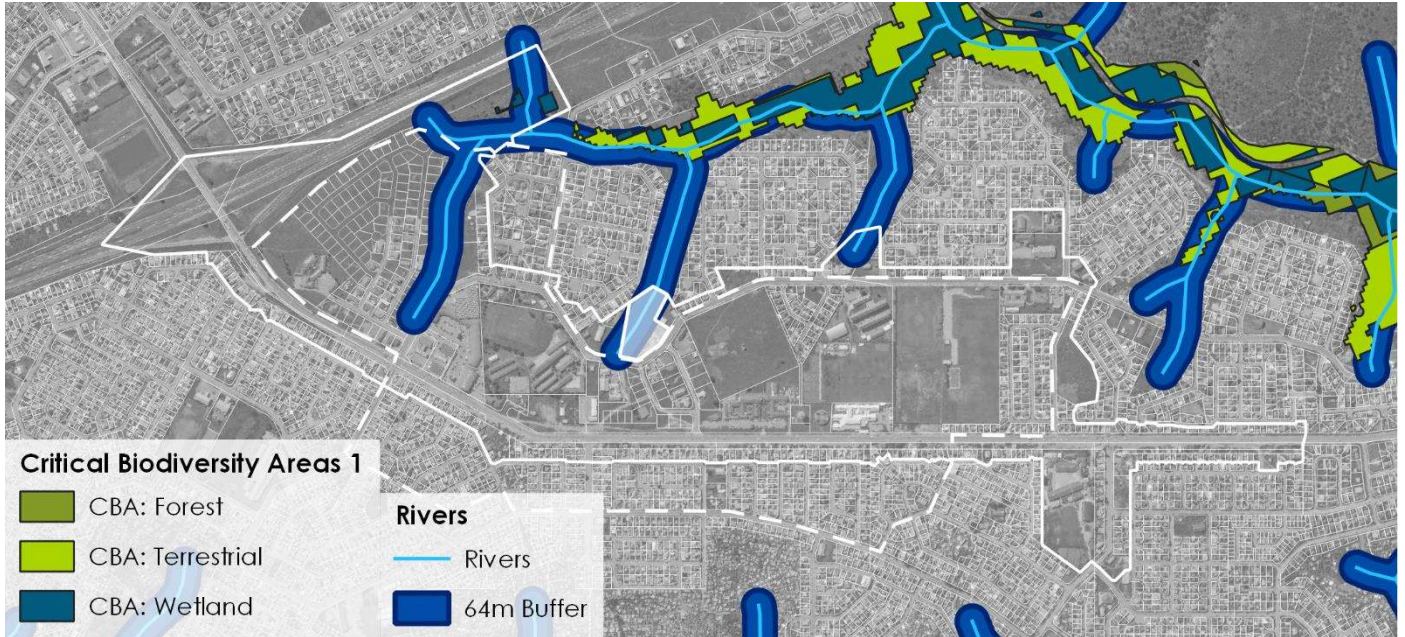 Critical Biodiversity Areas 1
CBA: Forest
CBA: Terrestrial
CBA: Wetland
Rivers
Rivers
64m Buffer